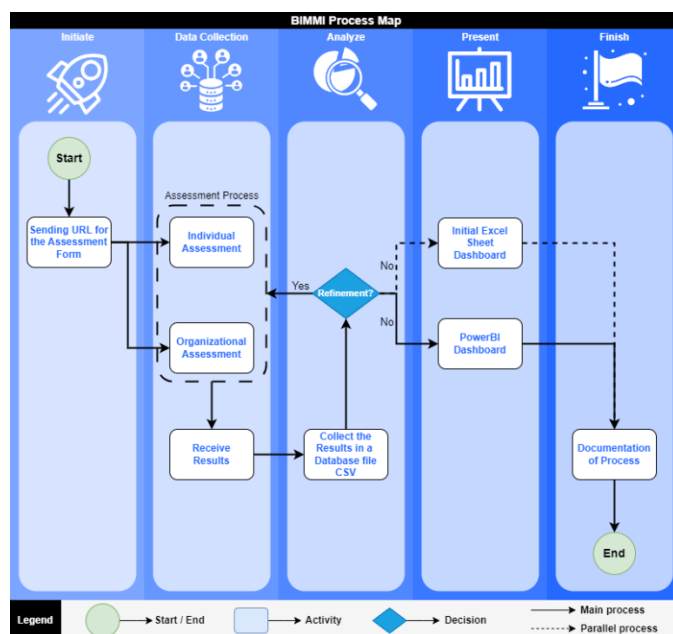 BIMMI Process Map
Initiate
Data Collection
Analyze
Present
Finish
Start
Assessment Process
Sending URL for
the Assessment
Form
Individual
Assessment
Initial Excel
Sheet
Dashboard
No
Yes
Refinement?
No
Organizational
Assessment
PowerBI
Dashboard
Receive
Results
Collect the
Results in a
Database file
CSV
Documentation
of Process
End
Legend
Start / End
Activity
Decision
Main process
Parallel process